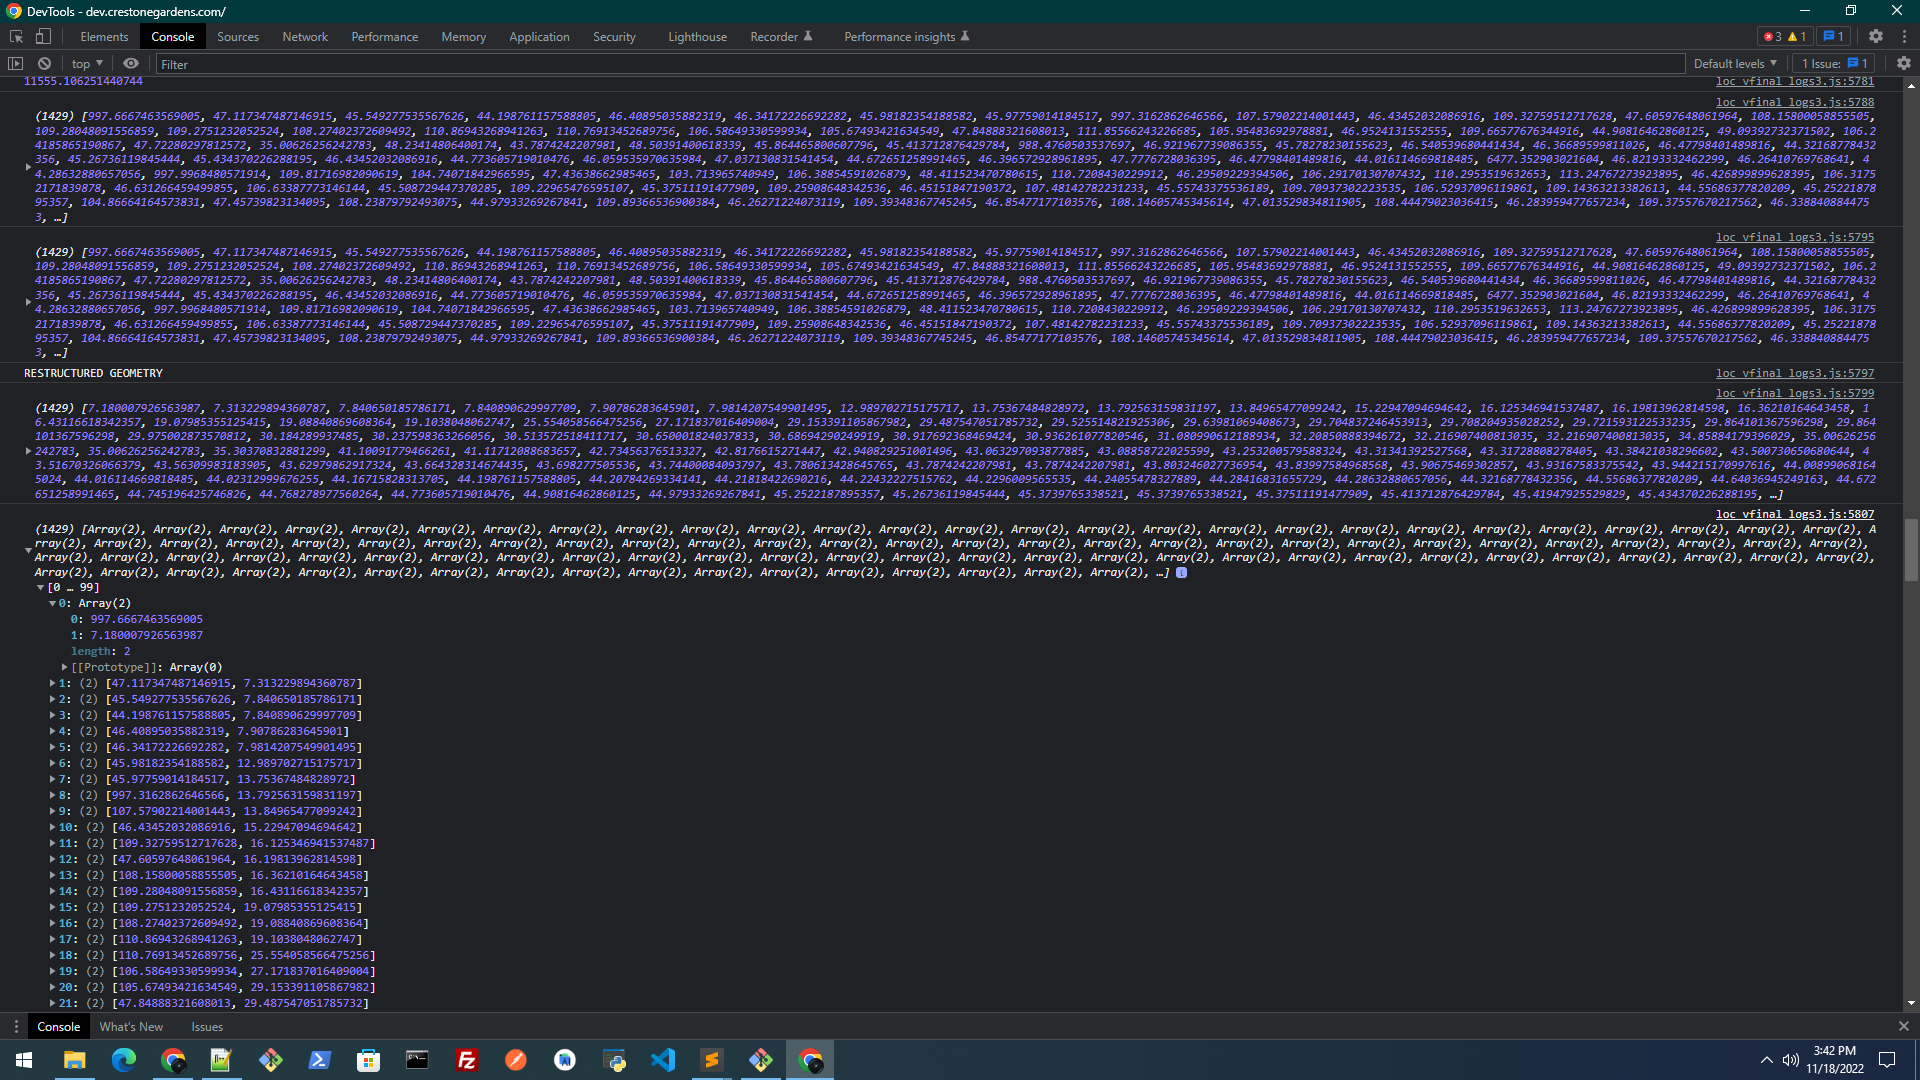 DevTools - dev.crestonegardens.com/
Elements Console Sources Network Performance Memory Application Security Lighthouse Recorder Performance insights 3 1 1
top Filter Default levels 1 Issue: 1
11555.106251440744 loc vfinal logs3.js:5781
loc vfinal logs3.js:5788
(1429) [997.6667463569005, 47.117347487146915, 45.549277535567626, 44.198761157588805, 46.40895035882319, 46.34172226692282, 45.98182354188582, 45.97759014184517, 997.3162862646566, 107.57902214001443, 46.43452032086916, 109.32759512717628, 47.60597648061964, 108.15800058855505,
109.28048091556859, 109.2751232052524, 108.27402372609492, 110.86943268941263, 110.76913452689756, 106.58649330599934, 105.67493421634549, 47.84888321608013, 111.85566243226685, 105.95483692978881, 46.9524131552555, 109.66577676344916, 44.90816462860125, 49.09392732371502, 106.2
4185865190867, 47.72280297812572, 35.00626256242783, 48.23414806400174, 43.7874242207981, 48.50391400618339, 45.864465800607796, 45.413712876429784, 988.4760503537697, 46.921967739086355, 45.78278230155623, 46.540539680441434, 46.36689599811026, 46.47798401489816, 44.32168778432
356, 45.26736119845444, 45.434370226288195, 46.43452032086916, 44.773605719010476, 46.059535970635984, 47.037130831541454, 44.672651258991465, 46.396572928961895, 47.7776728036395, 46.47798401489816, 44.016114669818485, 6477.352903021604, 46.82193332462299, 46.26410769768641, 4
4.28632880657056, 997.9968480571914, 109.81716982090619, 104.74071842966595, 47.43638662985465, 103.713965740949, 106.38854591026879, 48.411523470780615, 110.7208430229912, 46.29509229394506, 106.29170130707432, 110.2953519632653, 113.24767273923895, 46.426899899628395, 106.3175
2171839878, 46.631266459499855, 106.63387773146144, 45.508729447370285, 109.22965476595107, 45.37511191477909, 109.25908648342536, 46.45151847190372, 107.48142782231233, 45.55743375536189, 109.70937302223535, 106.52937096119861, 109.14363213382613, 44.55686377820209, 45.2522187
895357, 104.86664164573831, 47.45739823134095, 108.23879792493075, 44.97933269267841, 109.89366536900384, 46.26271224073119, 109.39348367745245, 46.85477177103576, 108.14605745345614, 47.013529834811905, 108.44479023036415, 46.283959477657234, 109.37557670217562, 46.338840884475
3, …]
loc vfinal logs3.js:5795
(1429) [997.6667463569005, 47.117347487146915, 45.549277535567626, 44.198761157588805, 46.40895035882319, 46.34172226692282, 45.98182354188582, 45.97759014184517, 997.3162862646566, 107.57902214001443, 46.43452032086916, 109.32759512717628, 47.60597648061964, 108.15800058855505,
109.28048091556859, 109.2751232052524, 108.27402372609492, 110.86943268941263, 110.76913452689756, 106.58649330599934, 105.67493421634549, 47.84888321608013, 111.85566243226685, 105.95483692978881, 46.9524131552555, 109.66577676344916, 44.90816462860125, 49.09392732371502, 106.2
4185865190867, 47.72280297812572, 35.00626256242783, 48.23414806400174, 43.7874242207981, 48.50391400618339, 45.864465800607796, 45.413712876429784, 988.4760503537697, 46.921967739086355, 45.78278230155623, 46.540539680441434, 46.36689599811026, 46.47798401489816, 44.32168778432
356, 45.26736119845444, 45.434370226288195, 46.43452032086916, 44.773605719010476, 46.059535970635984, 47.037130831541454, 44.672651258991465, 46.396572928961895, 47.7776728036395, 46.47798401489816, 44.016114669818485, 6477.352903021604, 46.82193332462299, 46.26410769768641, 4
4.28632880657056, 997.9968480571914, 109.81716982090619, 104.74071842966595, 47.43638662985465, 103.713965740949, 106.38854591026879, 48.411523470780615, 110.7208430229912, 46.29509229394506, 106.29170130707432, 110.2953519632653, 113.24767273923895, 46.426899899628395, 106.3175
2171839878, 46.631266459499855, 106.63387773146144, 45.508729447370285, 109.22965476595107, 45.37511191477909, 109.25908648342536, 46.45151847190372, 107.48142782231233, 45.55743375536189, 109.70937302223535, 106.52937096119861, 109.14363213382613, 44.55686377820209, 45.2522187
895357, 104.86664164573831, 47.45739823134095, 108.23879792493075, 44.97933269267841, 109.89366536900384, 46.26271224073119, 109.39348367745245, 46.85477177103576, 108.14605745345614, 47.013529834811905, 108.44479023036415, 46.283959477657234, 109.37557670217562, 46.338840884475
3, …]
RESTRUCTURED GEOMETRY loc vfinal logs3.js:5797
loc vfinal logs3.js:5799
(1429) [7.180007926563987, 7.313229894360787, 7.840650185786171, 7.840890629997709, 7.90786283645901, 7.9814207549901495, 12.989702715175717, 13.75367484828972, 13.792563159831197, 13.84965477099242, 15.22947094694642, 16.125346941537487, 16.19813962814598, 16.36210164643458, 16
6.43116618342357, 19.07985355125415, 19.08840869608364, 19.1038048062747, 25.554058566475256, 27.171837016409004, 29.153391105867982, 29.487547051785732, 29.525514821925306, 29.63981069408673, 29.704837246453913, 29.708204935028252, 29.721593122533235, 29.864101367596298, 29.864
101367596298, 29.975002873570812, 30.184289937485, 30.237598363266056, 30.513572518411717, 30.650001824037833, 30.68694290249919, 30.917692368469424, 30.936261077820546, 31.080990612188934, 32.20850888394672, 32.216907400813035, 32.216907400813035, 34.85884179396029, 35.00626256
242783, 35.00626256242783, 35.30370832881299, 41.10091779466261, 41.11712088683657, 42.73456376513327, 42.8176615271447, 42.940829251001496, 43.063297093877885, 43.08858722025599, 43.253200579588324, 43.31341392527568, 43.31728808278405, 43.38421038296602, 43.500730650680644, 4
3.51670326066379, 43.56309983183905, 43.62979862917324, 43.664328314674435, 43.698277505536, 43.74400084093797, 43.780613428645765, 43.7874242207981, 43.7874242207981, 43.803246027736954, 43.83997584968568, 43.90675469302857, 43.93167583375542, 43.944215170997616, 44.0089906816​4
5024, 44.016114669818485, 44.02312999676255, 44.16715828313705, 44.198761157588805, 44.20784269334141, 44.21818422690216, 44.22432227515762, 44.2296009565535, 44.24055478327889, 44.28416831655729, 44.28632880657056, 44.32168778432356, 44.55686377820209, 44.64036945249163, 44.672
651258991465, 44.745196425746826, 44.768278977560264, 44.773605719010476, 44.90816462860125, 44.97933269267841, 45.2522187895357, 45.26736119845444, 45.3739765338521, 45.3739765338521, 45.37511191477909, 45.413712876429784, 45.41947925529829, 45.434370226288195, …]
loc vfinal logs3.js:5807
(1429) [Array(2), Array(2), Array(2), Array(2), Array(2), Array(2), Array(2), Array(2), Array(2), Array(2), Array(2), Array(2), Array(2), Array(2), Array(2), Array(2), Array(2), Array(2), Array(2), Array(2), Array(2), Array(2), Array(2), Array(2), Array(2), Array(2), Array(2), A
rray(2), Array(2), Array(2), Array(2), Array(2), Array(2), Array(2), Array(2), Array(2), Array(2), Array(2), Array(2), Array(2), Array(2), Array(2), Array(2), Array(2), Array(2), Array(2), Array(2), Array(2), Array(2), Array(2), Array(2), Array(2), Array(2), Array(2), Array(2),
Array(2), Array(2), Array(2), Array(2), Array(2), Array(2), Array(2), Array(2), Array(2), Array(2), Array(2), Array(2), Array(2), Array(2), Array(2), Array(2), Array(2), Array(2), Array(2), Array(2), Array(2), Array(2), Array(2), Array(2), Array(2), Array(2), Array(2), Array(2),
Array(2), Array(2), Array(2), Array(2), Array(2), Array(2), Array(2), Array(2), Array(2), Array(2), Array(2), Array(2), Array(2), Array(2), Array(2), Array(2), Array(2), …]
[0 … 99]
0: Array(2)
0: 997.6667463569005
1: 7.180007926563987
length: 2
[[Prototype]]: Array(0)
1: (2) [47.117347487146915, 7.313229894360787]
2: (2) [45.549277535567626, 7.840650185786171]
3: (2) [44.198761157588805, 7.840890629997709]
4: (2) [46.40895035882319, 7.90786283645901]
5: (2) [46.34172226692282, 7.9814207549901495]
6: (2) [45.98182354188582, 12.989702715175717]
7: (2) [45.97759014184517, 13.75367484828972]
8: (2) [997.3162862646566, 13.792563159831197]
9: (2) [107.57902214001443, 13.84965477099242]
10: (2) [46.43452032086916, 15.22947094694642]
11: (2) [109.32759512717628, 16.125346941537487]
12: (2) [47.60597648061964, 16.19813962814598]
13: (2) [108.15800058855505, 16.36210164643458]
14: (2) [109.28048091556859, 16.43116618342357]
15: (2) [109.2751232052524, 19.07985355125415]
16: (2) [108.27402372609492, 19.08840869608364]
17: (2) [110.86943268941263, 19.1038048062747]
18: (2) [110.76913452689756, 25.554058566475256]
19: (2) [106.58649330599934, 27.171837016409004]
20: (2) [105.67493421634549, 29.153391105867982]
21: (2) [47.84888321608013, 29.487547051785732]
Console What's New Issues
3:42 PM
11/18/2022